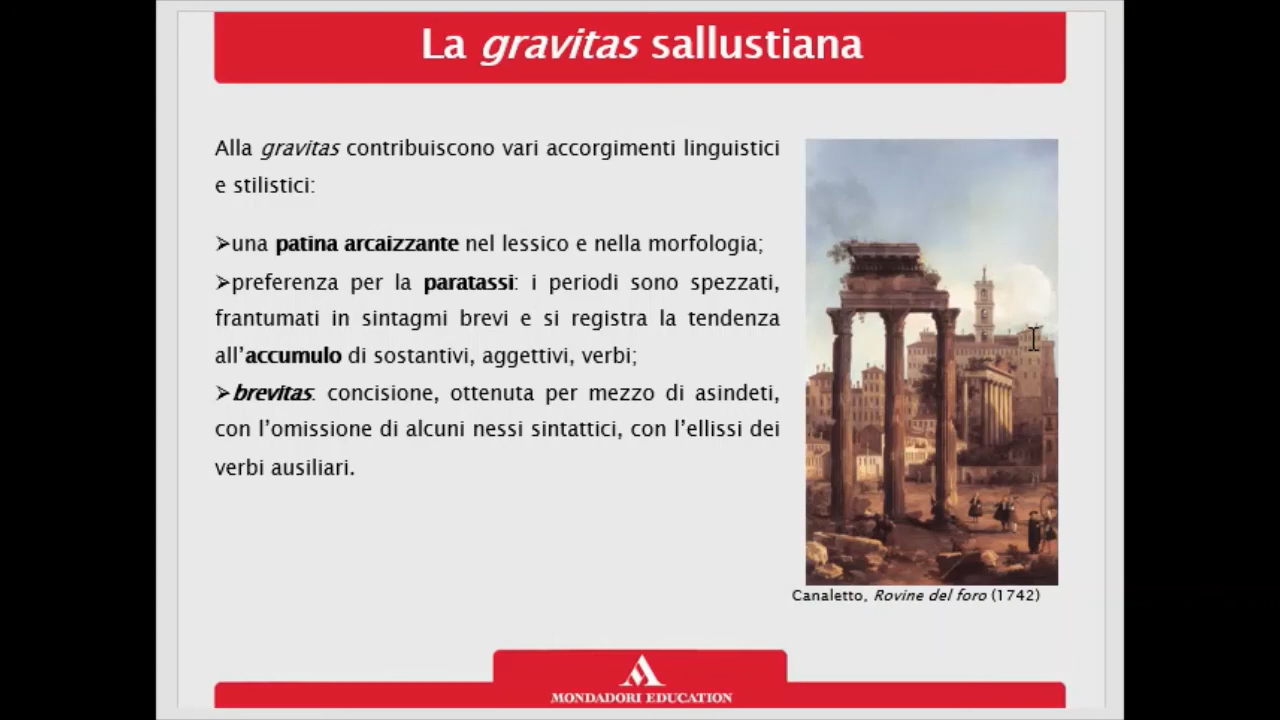 La gravitas sallustiana
Alla gravitas contribuiscono vari accorgimenti linguistici
e stilistici:
➢una patina arcaizzante nel lessico e nella morfologia;
➢preferenza per la paratassi: i periodi sono spezzati,
frantumati in sintagmi brevi e si registra la tendenza
all'accumulo di sostantivi, aggettivi, verbi;
➢brevitas: concisione, ottenuta per mezzo di asindeti,
con l'omissione di alcuni nessi sintattici, con l'ellissi dei
verbi ausiliari.
Canaletto, Rovine del foro (1742)
MONDADORI EDUCATION